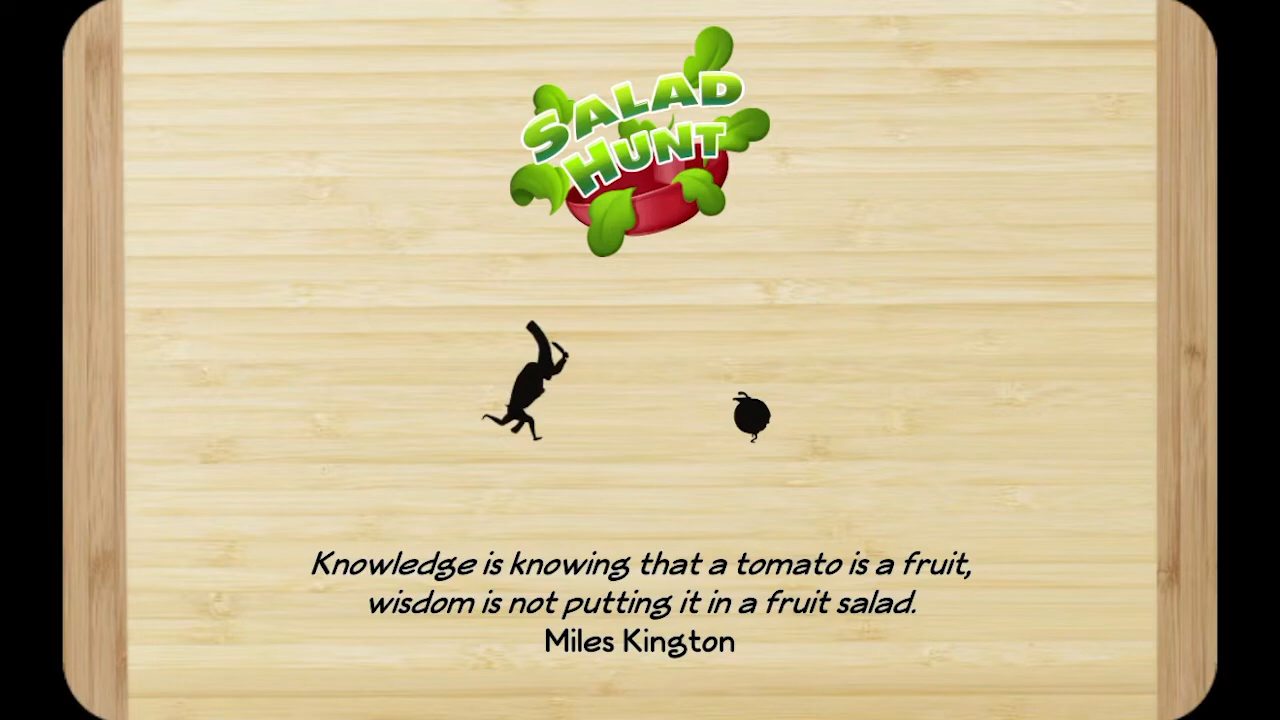 SALAD
HUNT
Knowledge is knowing that a tomato is a fruit,
wisdom is not putting it in a fruit salad.
Miles Kington